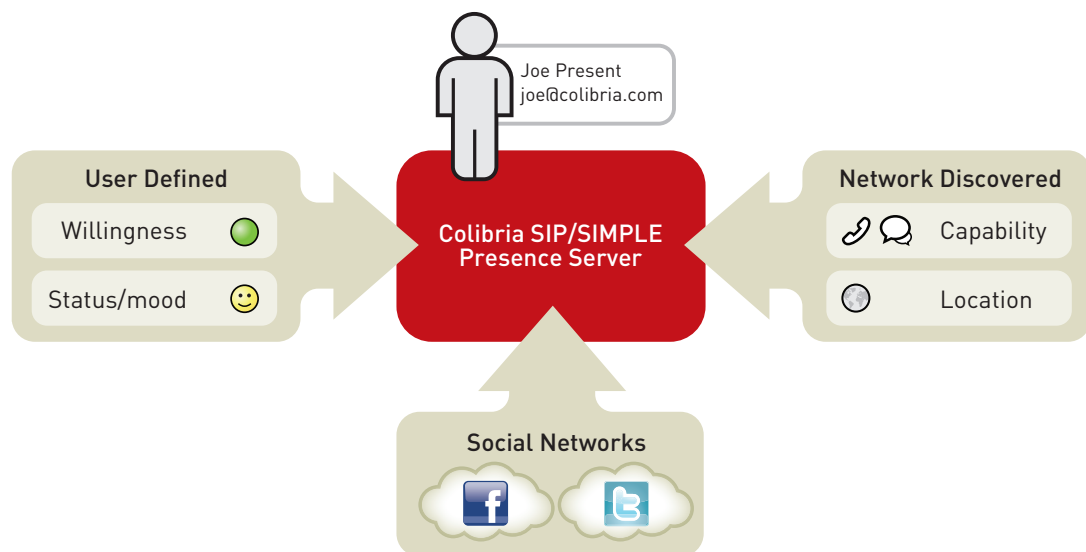 Joe Present
joe@colibria.com
User Defined
Willingness
Status/mood
Colibria SIP/SIMPLE
Presence Server
Network Discovered
Capability
Location
Social Networks
f
t